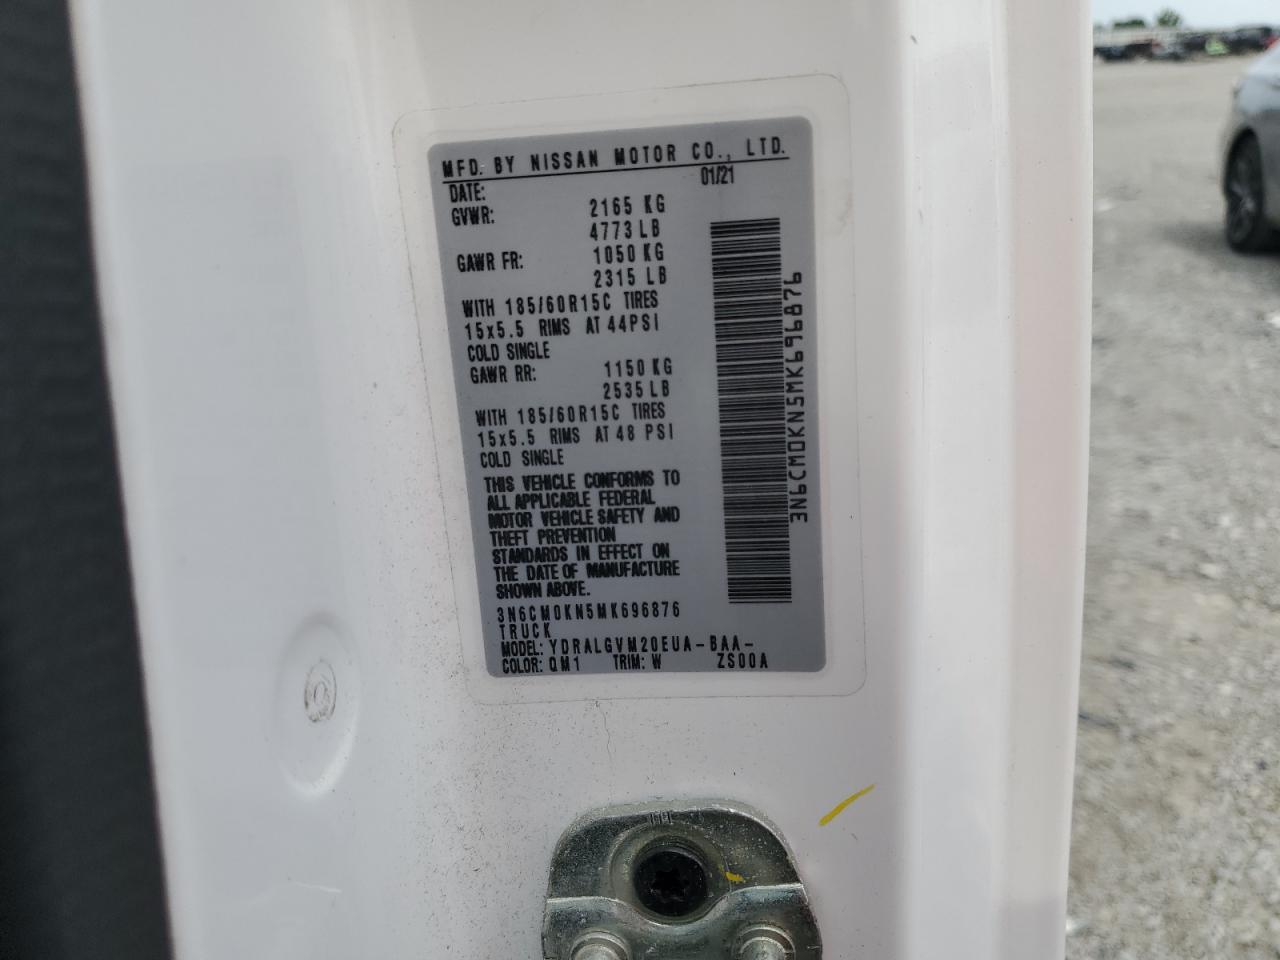 MFD. BY NISSAN MOTOR CO., LTD.
DATE: 01/21
GVWR: 2165 KG
4773 LB
GAWR FR: 1050 KG
2315 LB
WITH 185/60R15C TIRES
15x5.5 RIMS AT 44PSI
COLD SINGLE
GAWR RR: 1150 KG
2535 LB
WITH 185/60R15C TIRES
15x5.5 RIMS AT 48 PSI
COLD SINGLE
THIS VEHICLE CONFORMS TO
ALL APPLICABLE FEDERAL
MOTOR VEHICLE SAFETY AND
THEFT PREVENTION
STANDARDS IN EFFECT ON
THE DATE OF MANUFACTURE
SHOWN ABOVE.
3N6CM0KN5MK696876
TRUCK
MODEL: YDRALGVM20EUA-BAA-
COLOR: QM1 TRIM: W ZS00A
3N6CM0KN5MK696876